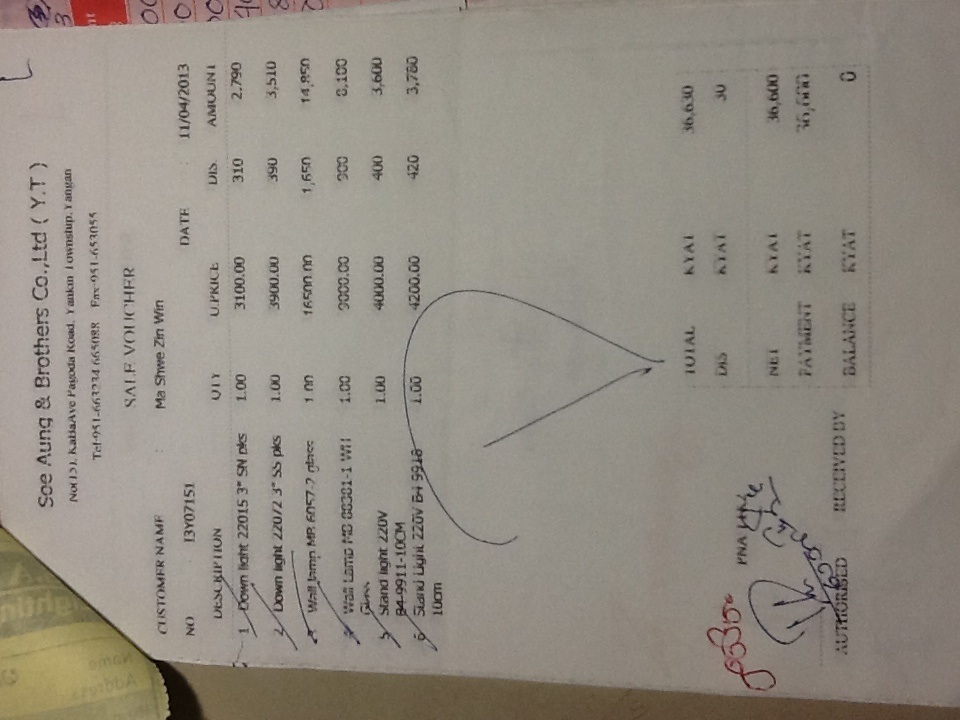 Soe Aung & Brothers Co.,Ltd ( Y.T )
No(151, KaBaAye Pagoda Road, Yankin Township, Yangan
Tel:951-663234 665088 Fax:951-653055
SALE VOUCHER
CUSTOMER NAME : Ma Shwe Zin Win
NO I3Y07151 DATE : 11/04/2013
DESCRIPTION QTY U.PRICE DIS. AMOUNT
1 Down light 22015 3" SN pks 1.00 3100.00 310 2,790
2 Down light 22072 3" SS pks 1.00 3900.00 390 3,510
3 Wall lamp MB 6057-2 glass 1.00 16500.00 1,650 14,850
4 Wall Lamp MB 88381-1 WH 1.00 9000.00 900 8,100
Glass
5 Stand light 220V 1.00 4000.00 400 3,600
B4-9911-10CM
6 Stand Light 220V B4 9918 1.00 4200.00 420 3,780
10cm
TOTAL KYAT 36,630
DIS KYAT 30
NET KYAT 36,600
PAYMENT KYAT 36,600
BALANCE KYAT 0
PNA
AUTHORISED RECEIVED BY